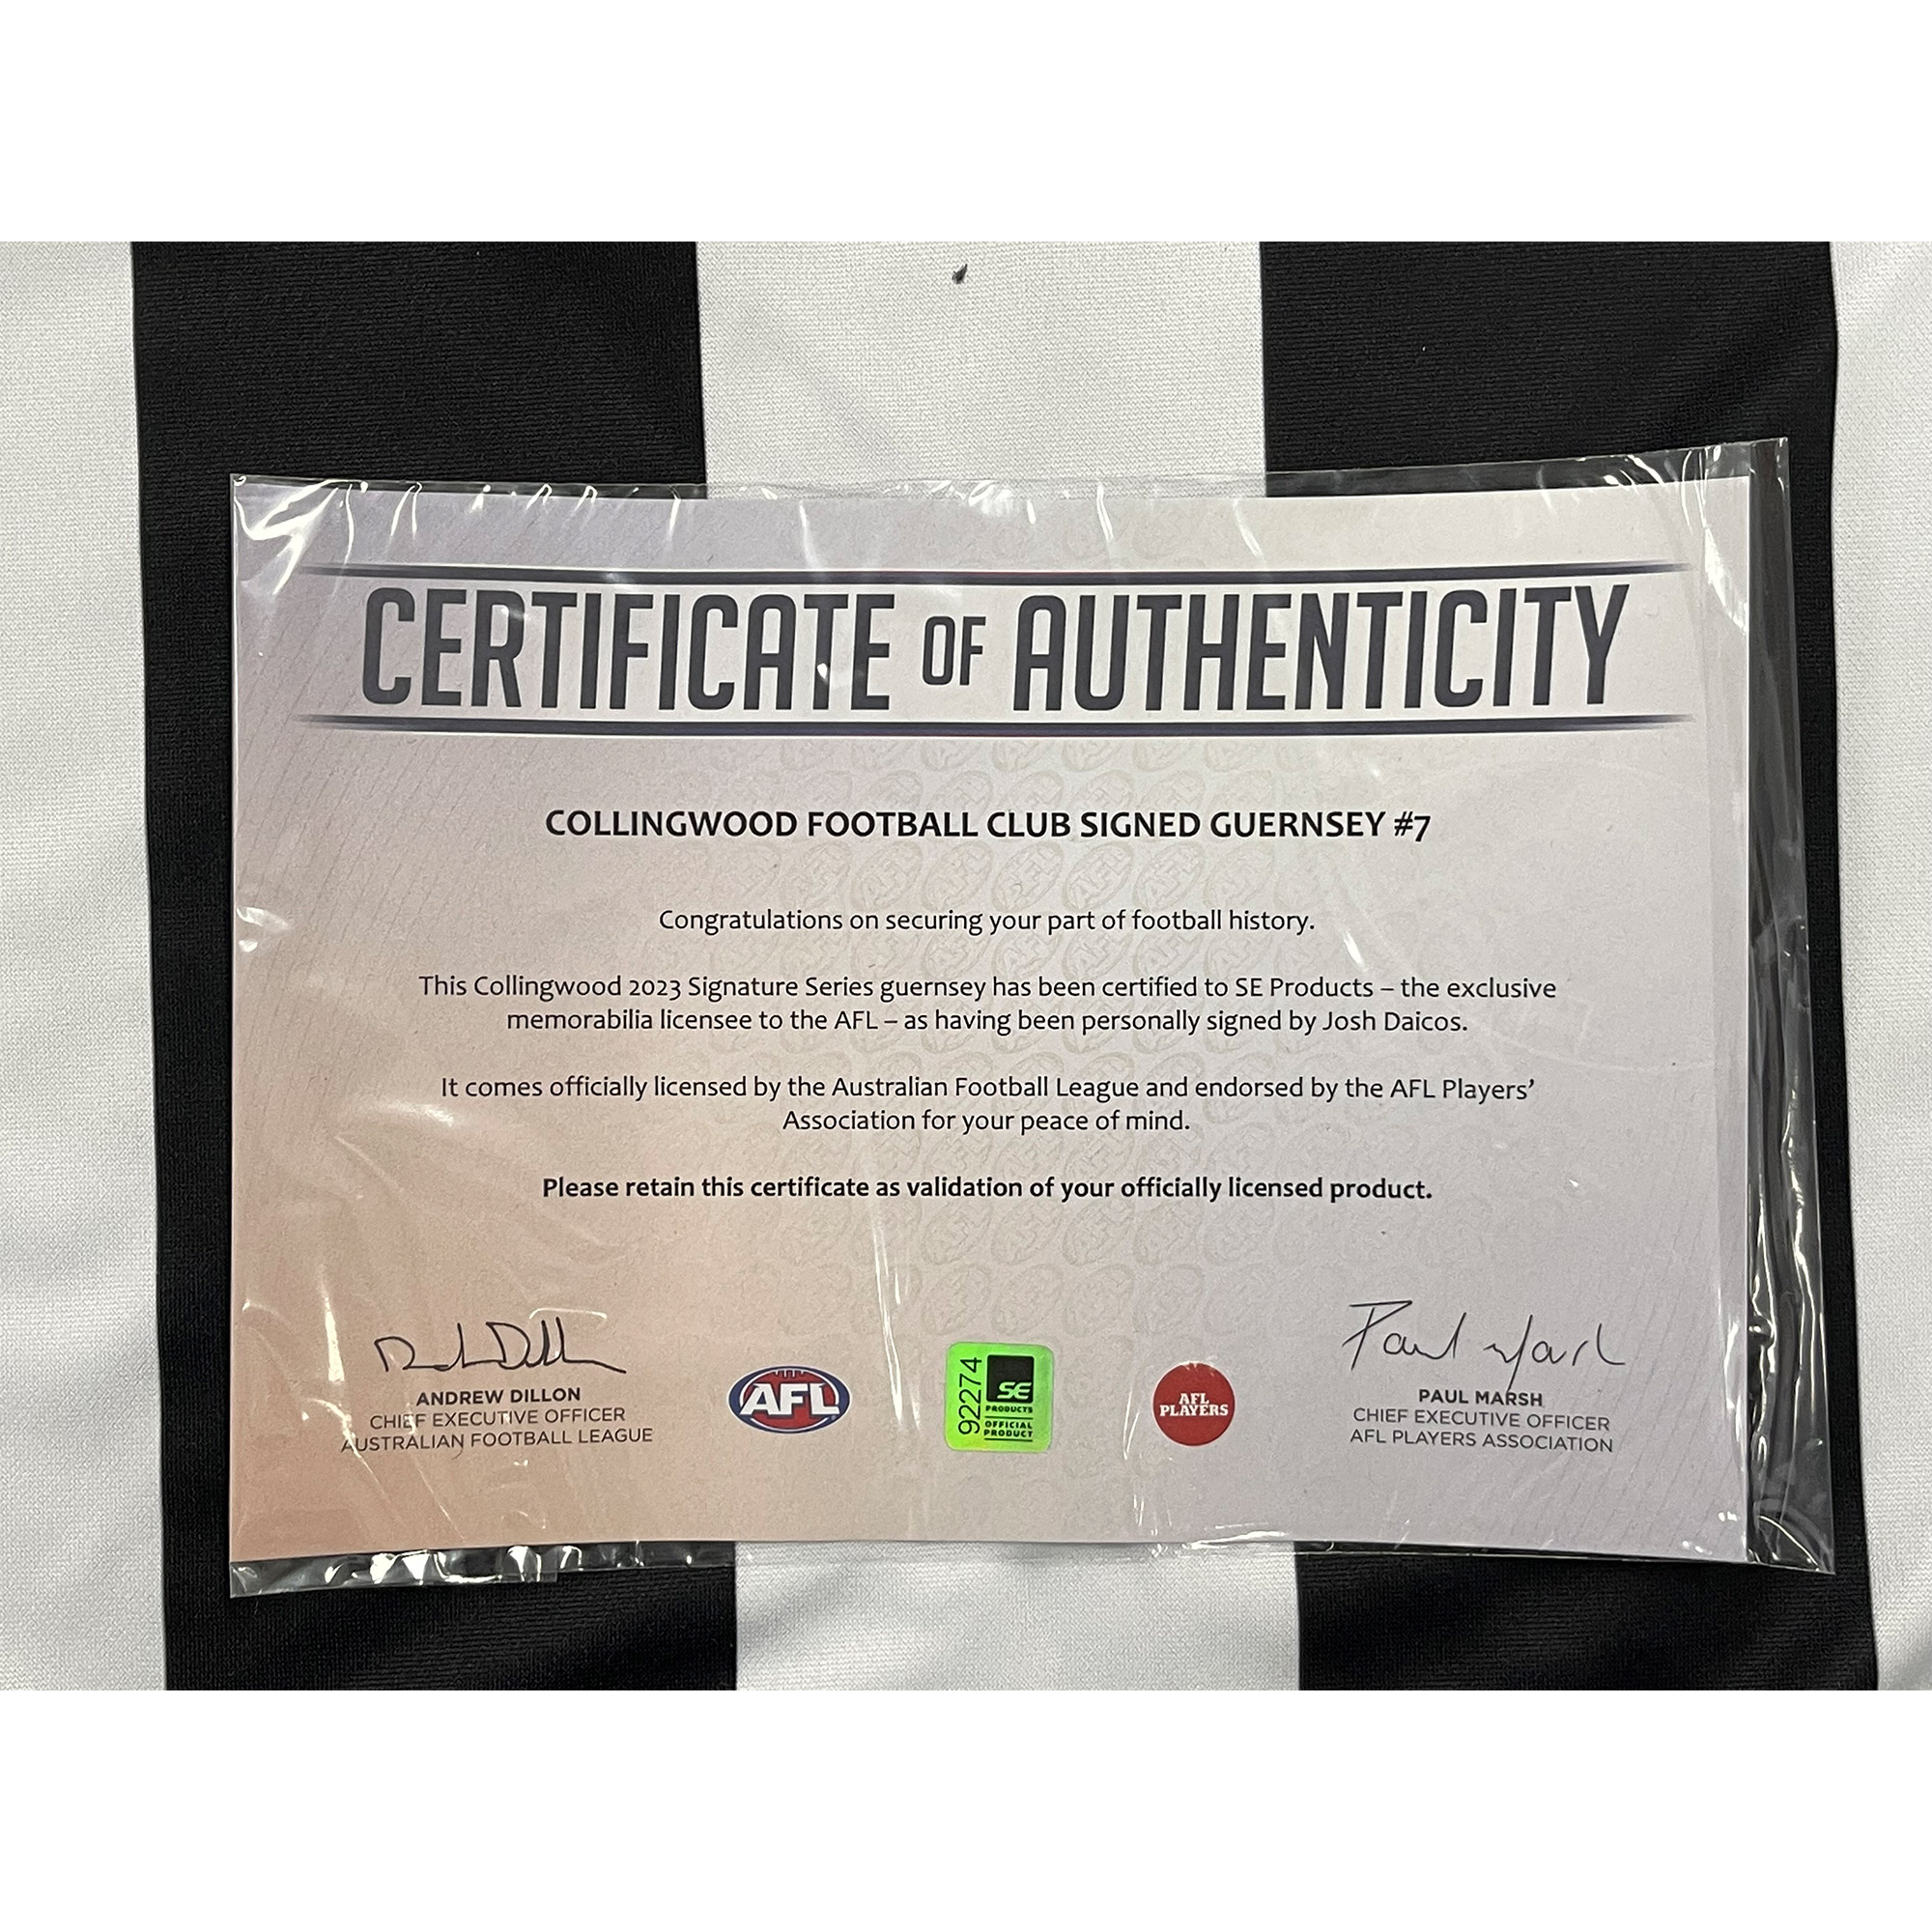 CERTIFICATE OF AUTHENTICITY
COLLINGWOOD FOOTBALL CLUB SIGNED GUERNSEY #7
Congratulations on securing your part of football history.
This Collingwood 2023 Signature Series guernsey has been certified to SE Products – the exclusive
memorabilia licensee to the AFL – as having been personally signed by Josh Daicos.
It comes officially licensed by the Australian Football League and endorsed by the AFL Players’
Association for your peace of mind.
Please retain this certificate as validation of your officially licensed product.
ANDREW DILLON
CHIEF EXECUTIVE OFFICER
AUSTRALIAN FOOTBALL LEAGUE
AFL
92274
SE
PRODUCTS
OFFICIAL
PRODUCT
AFL
PLAYERS
Paul Marsh
PAUL MARSH
CHIEF EXECUTIVE OFFICER
AFL PLAYERS ASSOCIATION